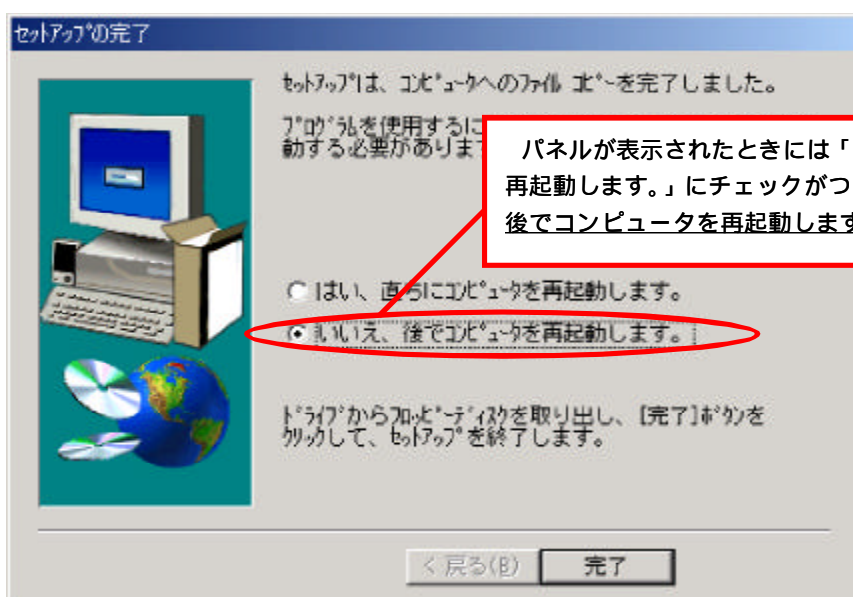 ｾｯﾄｱｯﾌﾟの完了
ｾｯﾄｱｯﾌﾟは、ｺﾝﾋﾟｭｰﾀへのﾌｧｲﾙ ｺﾋﾟｰを完了しました。
ﾌﾟﾛｸﾞﾗﾑを使用するに
動する必要がありま
パネルが表示されたときには「
再起動します。」にチェックがつ
後でコンピュータを再起動します
はい、直ちにｺﾝﾋﾟｭｰﾀを再起動します。
いいえ、後でｺﾝﾋﾟｭｰﾀを再起動します。
ﾄﾞﾗｲﾌﾞからﾌﾛｯﾋﾟｰﾃﾞｨｽｸを取り出し、[完了]ﾎﾞﾀﾝを
ｸﾘｯｸして、ｾｯﾄｱｯﾌﾟを終了します。
< 戻る(B)
完了